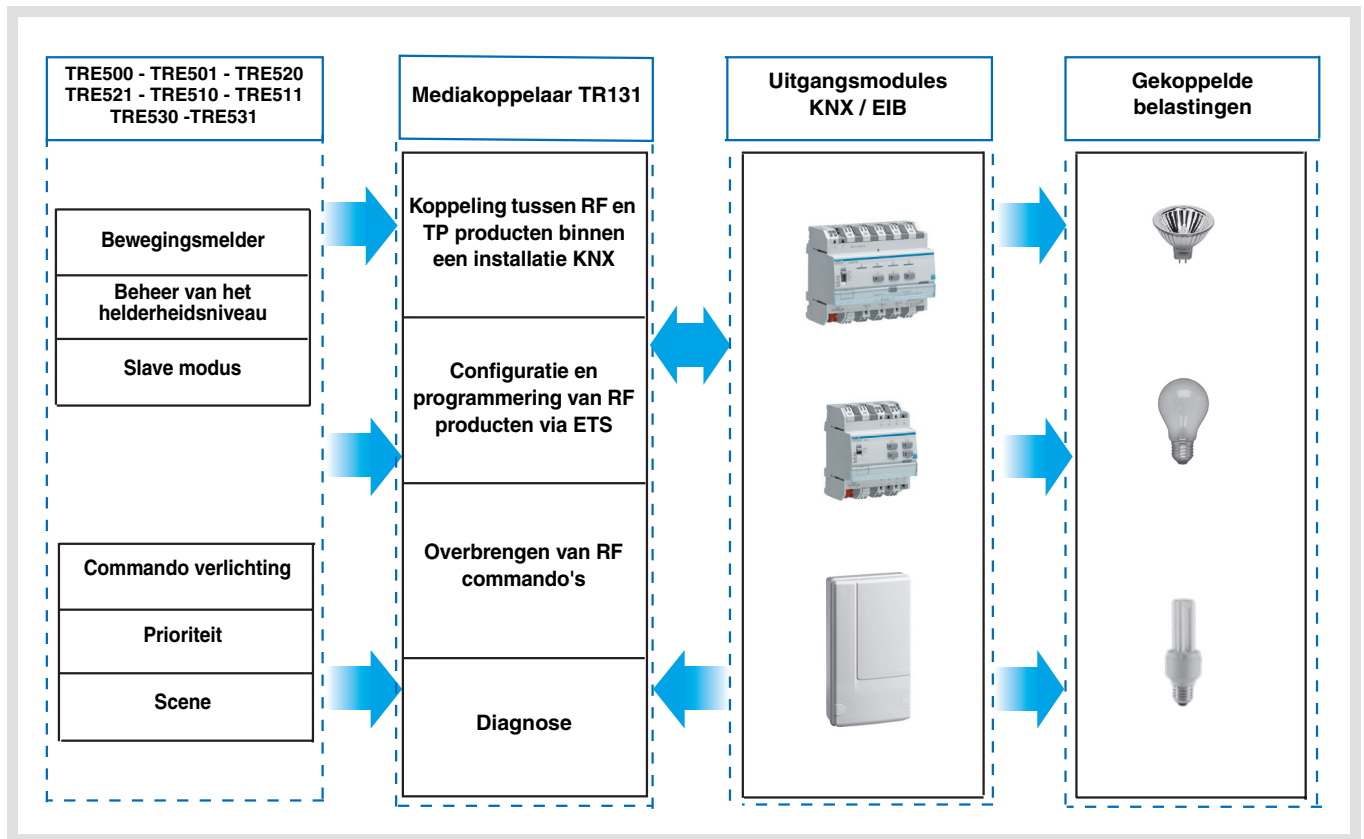 TRE500 - TRE501 - TRE520
TRE521 - TRE510 - TRE511
TRE530 -TRE531
Bewegingsmelder
Beheer van het
helderheidsniveau
Slave modus
Commando verlichting
Prioriteit
Scene
Mediakoppelaar TR131
Koppeling tussen RF en
TP producten binnen
een installatie KNX
Configuratie en
programmering van RF
producten via ETS
Overbrengen van RF
commando's
Diagnose
Uitgangsmodules
KNX / EIB
Gekoppelde
belastingen